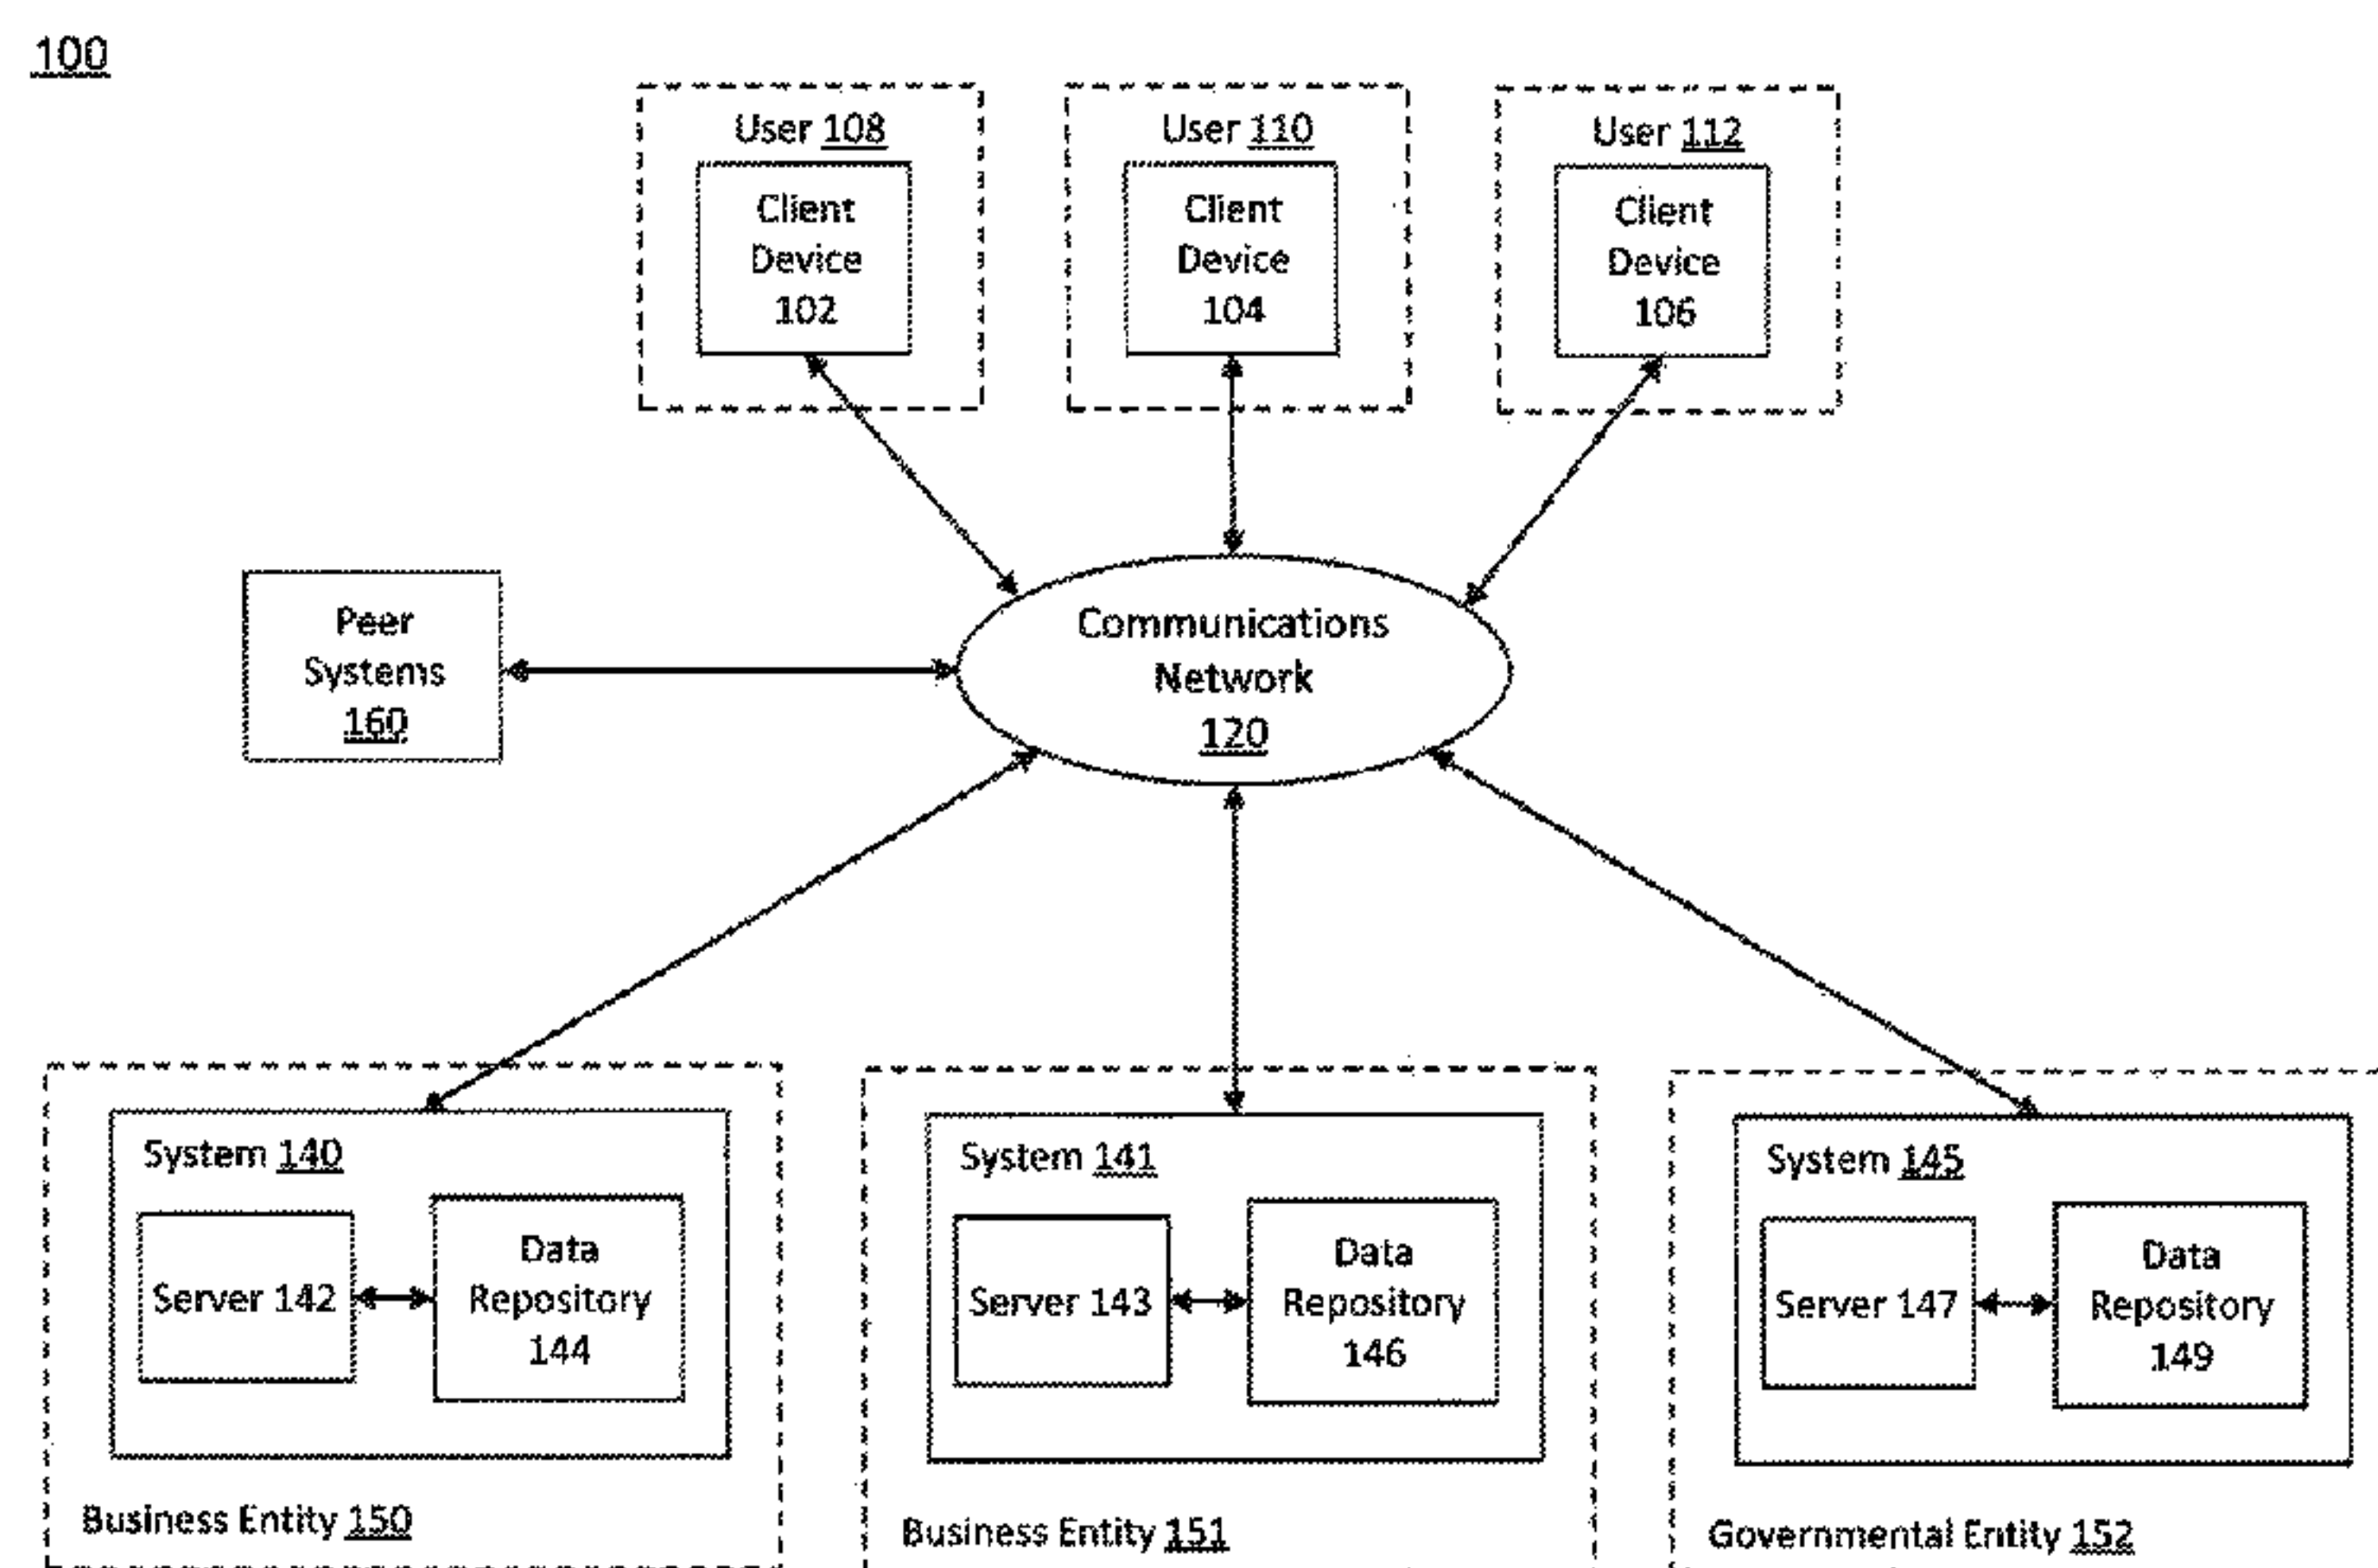 100
User 108
Client
Device
102
User 110
Client
Device
104
User 112
Client
Device
106
Peer
Systems
160
Communications
Network
120
System 140
Server 142
Data
Repository
144
Business Entity 150
System 141
Server 143
Data
Repository
146
Business Entity 151
System 145
Server 147
Data
Repository
149
Governmental Entity 152